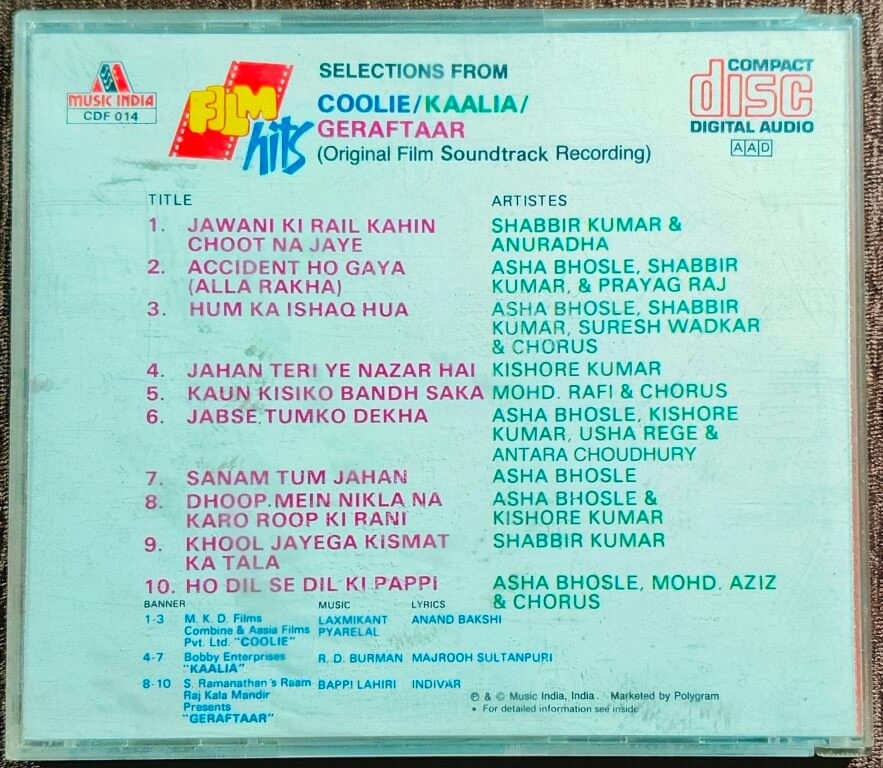 MUSIC INDIA
CDF 014
FILM
hits
SELECTIONS FROM
COOLIE/KAALIA/
GERAFTAAR
(Original Film Soundtrack Recording)
COMPACT
disc
DIGITAL AUDIO
AAD
TITLE ARTISTES
1. JAWANI KI RAIL KAHIN SHABBIR KUMAR &
CHOOT NA JAYE ANURADHA
2. ACCIDENT HO GAYA ASHA BHOSLE, SHABBIR
(ALLA RAKHA) KUMAR, & PRAYAG RAJ
3. HUM KA ISHAQ HUA ASHA BHOSLE, SHABBIR
KUMAR, SURESH WADKAR
& CHORUS
4. JAHAN TERI YE NAZAR HAI KISHORE KUMAR
5. KAUN KISIKO BANDH SAKA MOHD. RAFI & CHORUS
6. JABSE TUMKO DEKHA ASHA BHOSLE, KISHORE
KUMAR, USHA REGE &
ANTARA CHOUDHURY
7. SANAM TUM JAHAN ASHA BHOSLE
8. DHOOP MEIN NIKLA NA ASHA BHOSLE &
KARO ROOP KI RANI KISHORE KUMAR
9. KHOOL JAYEGA KISMAT SHABBIR KUMAR
KA TALA
10. HO DIL SE DIL KI PAPPI ASHA BHOSLE, MOHD. AZIZ
& CHORUS
BANNER MUSIC LYRICS
1-3 M. K. D. Films LAXMIKANT ANAND BAKSHI
Combine & Aasia Films PYARELAL
Pvt. Ltd. "COOLIE"
4-7 Bobby Enterprises R. D. BURMAN MAJROOH SULTANPURI
"KAALIA"
8-10 S. Ramanathan's Raam BAPPI LAHIRI INDIVAR
Raj Kala Mandir
Presents
"GERAFTAAR"
℗ & © Music India, India. Marketed by Polygram
• For detailed information see inside